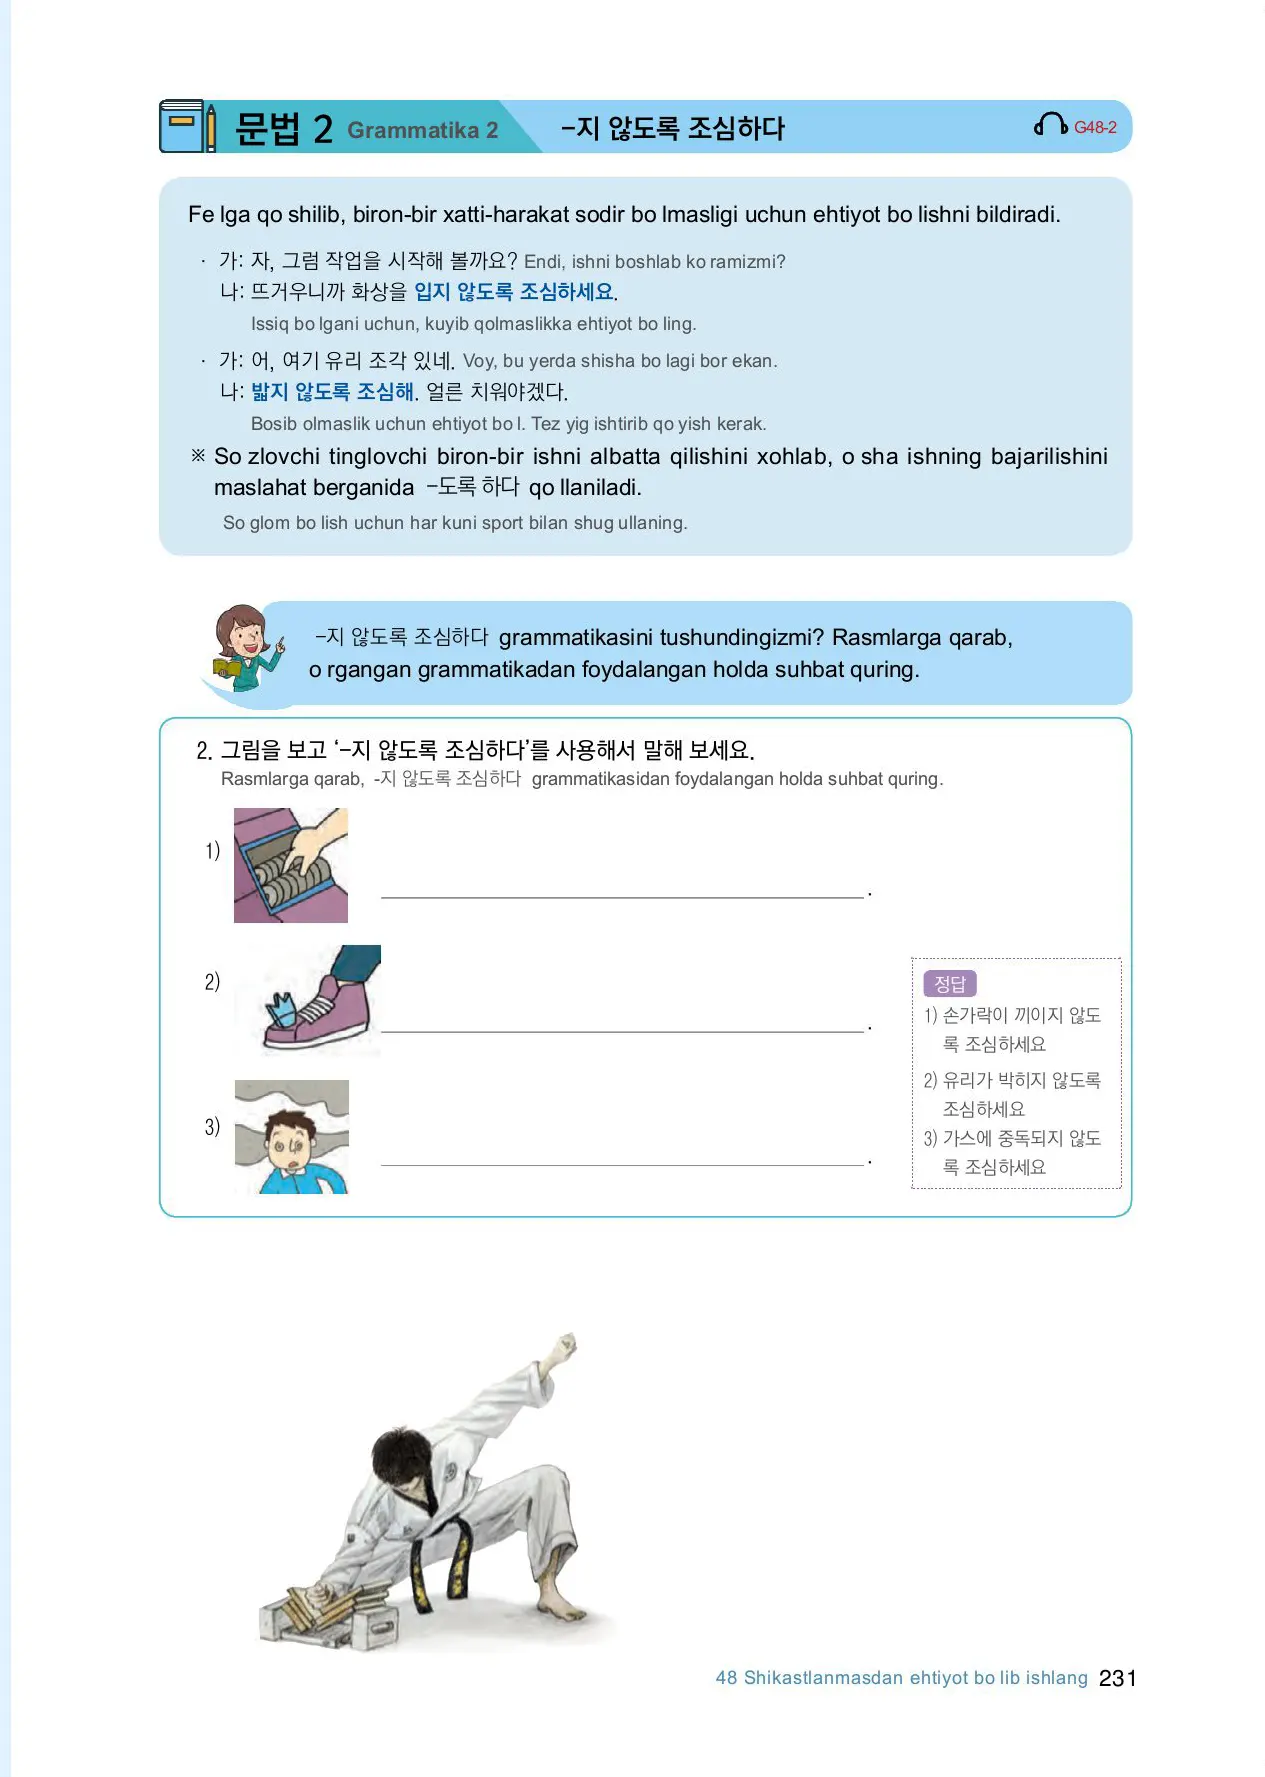 문법 2 Grammatika 2 -지 않도록 조심하다 G48-2
Fe lga qo shilib, biron-bir xatti-harakat sodir bo lmasligi uchun ehtiyot bo lishni bildiradi.
· 가: 자, 그럼 작업을 시작해 볼까요? Endi, ishni boshlab ko ramizmi?
나: 뜨거우니까 화상을 입지 않도록 조심하세요.
Issiq bo lgani uchun, kuyib qolmaslikka ehtiyot bo ling.
· 가: 어, 여기 유리 조각 있네. Voy, bu yerda shisha bo lagi bor ekan.
나: 밟지 않도록 조심해. 얼른 치워야겠다.
Bosib olmaslik uchun ehtiyot bo l. Tez yig ishtirib qo yish kerak.
※ So zlovchi tinglovchi biron-bir ishni albatta qilishini xohlab, o sha ishning bajarilishini
maslahat berganida -도록 하다 qo llaniladi.
So glom bo lish uchun har kuni sport bilan shug ullaning.
-지 않도록 조심하다 grammatikasini tushundingizmi? Rasmlarga qarab,
o rgangan grammatikadan foydalangan holda suhbat quring.
2. 그림을 보고 ‘-지 않도록 조심하다’를 사용해서 말해 보세요.
Rasmlarga qarab, -지 않도록 조심하다 grammatikasidan foydalangan holda suhbat quring.
1)
.
2)
.
3)
.
정답
1) 손가락이 끼이지 않도
록 조심하세요
2) 유리가 박히지 않도록
조심하세요
3) 가스에 중독되지 않도
록 조심하세요
48 Shikastlanmasdan ehtiyot bo lib ishlang 231